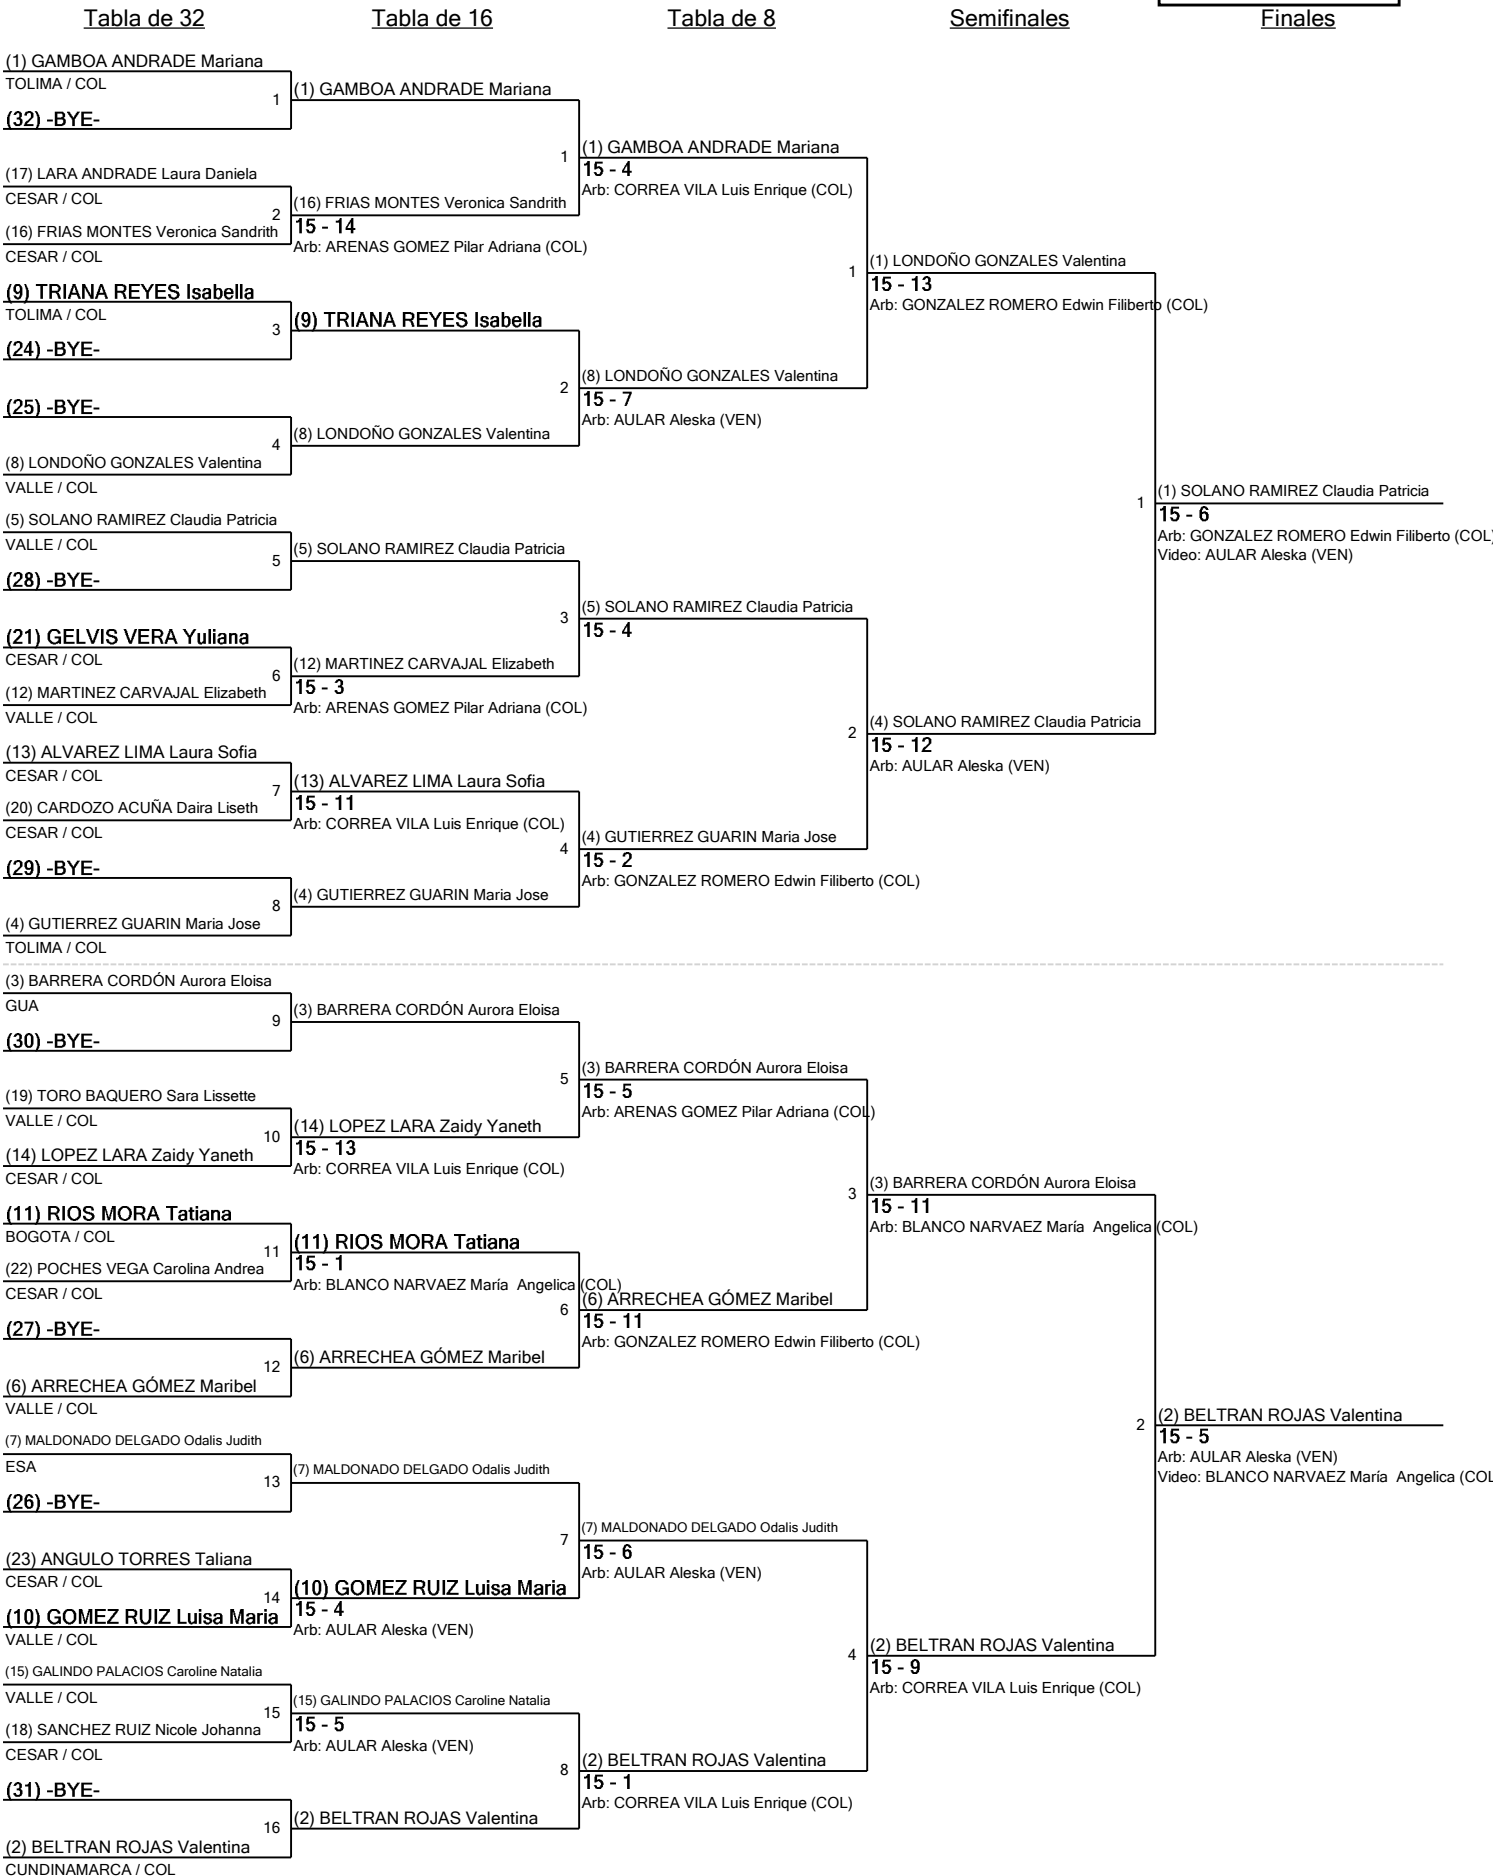 Tabla de 32
Tabla de 16
Tabla de 8
Semifinales
Finales
(1) GAMBOA ANDRADE Mariana
TOLIMA / COL
1
(32) -BYE-
(17) LARA ANDRADE Laura Daniela
CESAR / COL
2
(16) FRIAS MONTES Veronica Sandrith
CESAR / COL
(9) TRIANA REYES Isabella
TOLIMA / COL
3
(24) -BYE-
(25) -BYE-
4
(8) LONDOÑO GONZALES Valentina
VALLE / COL
(5) SOLANO RAMIREZ Claudia Patricia
VALLE / COL
5
(28) -BYE-
(21) GELVIS VERA Yuliana
CESAR / COL
6
(12) MARTINEZ CARVAJAL Elizabeth
VALLE / COL
(13) ALVAREZ LIMA Laura Sofia
CESAR / COL
7
(20) CARDOZO ACUÑA Daira Liseth
CESAR / COL
(29) -BYE-
8
(4) GUTIERREZ GUARIN Maria Jose
TOLIMA / COL
(3) BARRERA CORDÓN Aurora Eloisa
GUA
9
(30) -BYE-
(19) TORO BAQUERO Sara Lissette
VALLE / COL
10
(14) LOPEZ LARA Zaidy Yaneth
CESAR / COL
(11) RIOS MORA Tatiana
BOGOTA / COL
11
(22) POCHES VEGA Carolina Andrea
CESAR / COL
(27) -BYE-
12
(6) ARRECHEA GÓMEZ Maribel
VALLE / COL
(7) MALDONADO DELGADO Odalis Judith
ESA
13
(26) -BYE-
(23) ANGULO TORRES Taliana
CESAR / COL
14
(10) GOMEZ RUIZ Luisa Maria
VALLE / COL
(15) GALINDO PALACIOS Caroline Natalia
VALLE / COL
15
(18) SANCHEZ RUIZ Nicole Johanna
CESAR / COL
(31) -BYE-
16
(2) BELTRAN ROJAS Valentina
CUNDINAMARCA / COL
(1) GAMBOA ANDRADE Mariana
1
(16) FRIAS MONTES Veronica Sandrith
15 - 14
Arb: ARENAS GOMEZ Pilar Adriana (COL)
(9) TRIANA REYES Isabella
2
(8) LONDOÑO GONZALES Valentina
(5) SOLANO RAMIREZ Claudia Patricia
3
(12) MARTINEZ CARVAJAL Elizabeth
15 - 3
Arb: ARENAS GOMEZ Pilar Adriana (COL)
(13) ALVAREZ LIMA Laura Sofia
15 - 11
Arb: CORREA VILA Luis Enrique (COL)
4
(4) GUTIERREZ GUARIN Maria Jose
(3) BARRERA CORDÓN Aurora Eloisa
5
(14) LOPEZ LARA Zaidy Yaneth
15 - 13
Arb: CORREA VILA Luis Enrique (COL)
(11) RIOS MORA Tatiana
15 - 1
Arb: BLANCO NARVAEZ María  Angelica (COL)
6
(6) ARRECHEA GÓMEZ Maribel
(7) MALDONADO DELGADO Odalis Judith
7
(10) GOMEZ RUIZ Luisa Maria
15 - 4
Arb: AULAR Aleska (VEN)
(15) GALINDO PALACIOS Caroline Natalia
15 - 5
Arb: AULAR Aleska (VEN)
8
(2) BELTRAN ROJAS Valentina
(1) GAMBOA ANDRADE Mariana
15 - 4
Arb: CORREA VILA Luis Enrique (COL)
1
(8) LONDOÑO GONZALES Valentina
15 - 7
Arb: AULAR Aleska (VEN)
(5) SOLANO RAMIREZ Claudia Patricia
15 - 4
2
(4) GUTIERREZ GUARIN Maria Jose
15 - 2
Arb: GONZALEZ ROMERO Edwin Filiberto (COL)
(3) BARRERA CORDÓN Aurora Eloisa
15 - 5
Arb: ARENAS GOMEZ Pilar Adriana (COL)
3
(6) ARRECHEA GÓMEZ Maribel
15 - 11
Arb: GONZALEZ ROMERO Edwin Filiberto (COL)
(7) MALDONADO DELGADO Odalis Judith
15 - 6
Arb: AULAR Aleska (VEN)
4
(2) BELTRAN ROJAS Valentina
15 - 1
Arb: CORREA VILA Luis Enrique (COL)
(1) LONDOÑO GONZALES Valentina
15 - 13
Arb: GONZALEZ ROMERO Edwin Filiberto (COL)
1
(4) SOLANO RAMIREZ Claudia Patricia
15 - 12
Arb: AULAR Aleska (VEN)
(3) BARRERA CORDÓN Aurora Eloisa
15 - 11
Arb: BLANCO NARVAEZ María  Angelica (COL)
2
(2) BELTRAN ROJAS Valentina
15 - 9
Arb: CORREA VILA Luis Enrique (COL)
(1) SOLANO RAMIREZ Claudia Patricia
15 - 6
Arb: GONZALEZ ROMERO Edwin Filiberto (COL)
Video: AULAR Aleska (VEN)
(2) BELTRAN ROJAS Valentina
15 - 5
Arb: AULAR Aleska (VEN)
Video: BLANCO NARVAEZ María  Angelica (COL